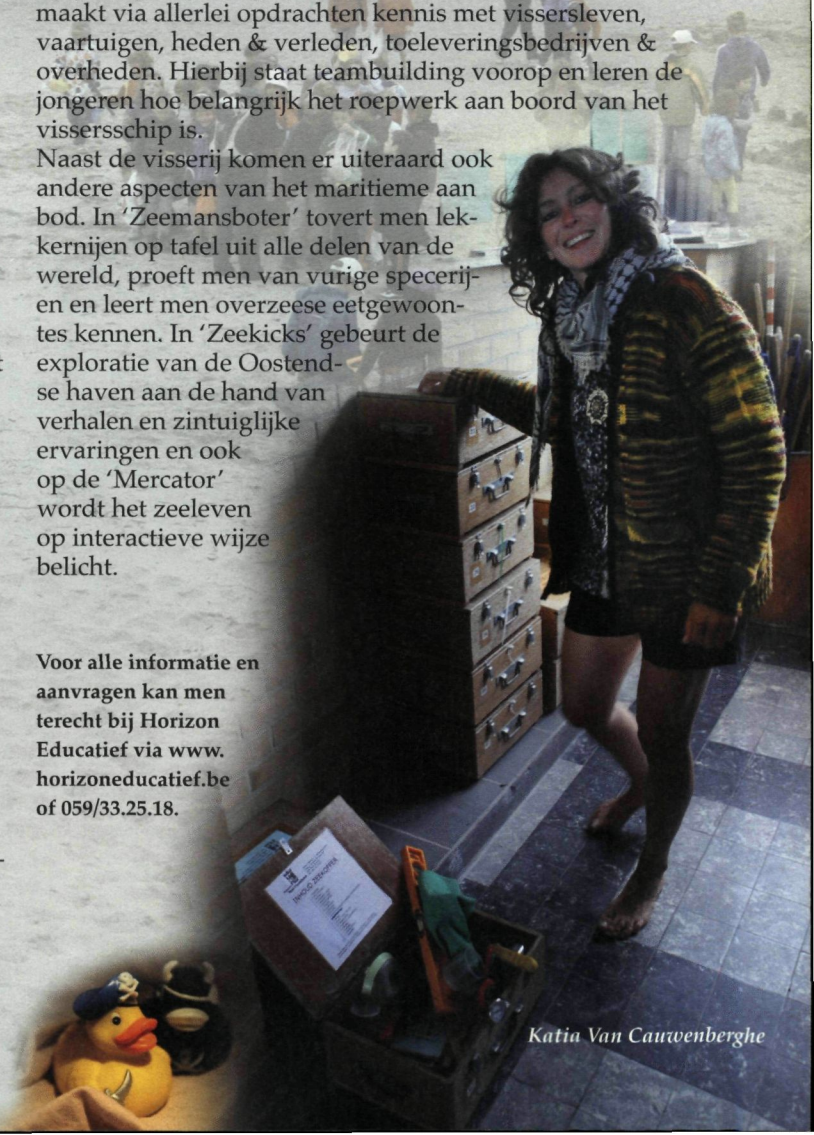 maakt via allerlei opdrachten kennis met vissersleven,
vaartuigen, heden & verleden, toeleveringsbedrijven &
overheden. Hierbij staat teambuilding voorop en leren de
jongeren hoe belangrijk het roepwerk aan boord van het
vissersschip is.
Naast de visserij komen er uiteraard ook
andere aspecten van het maritieme aan
bod. In ‘Zeemansboter’ tovert men lek-
kernijen op tafel uit alle delen van de
wereld, proeft men van vurige specerij-
en en leert men overzeese eetgewoon-
tes kennen. In ‘Zeekicks’ gebeurt de
exploratie van de Oostend-
se haven aan de hand van
verhalen en zintuiglijke
ervaringen en ook
op de ‘Mercator’
wordt het zeeleven
op interactieve wijze
belicht.
Voor alle informatie en
aanvragen kan men
terecht bij Horizon
Educatief via www.
horizoneducatief.be
of 059/33.25.18.
INHOUD ZEEKOFFER
Katia Van Cauwenberghe